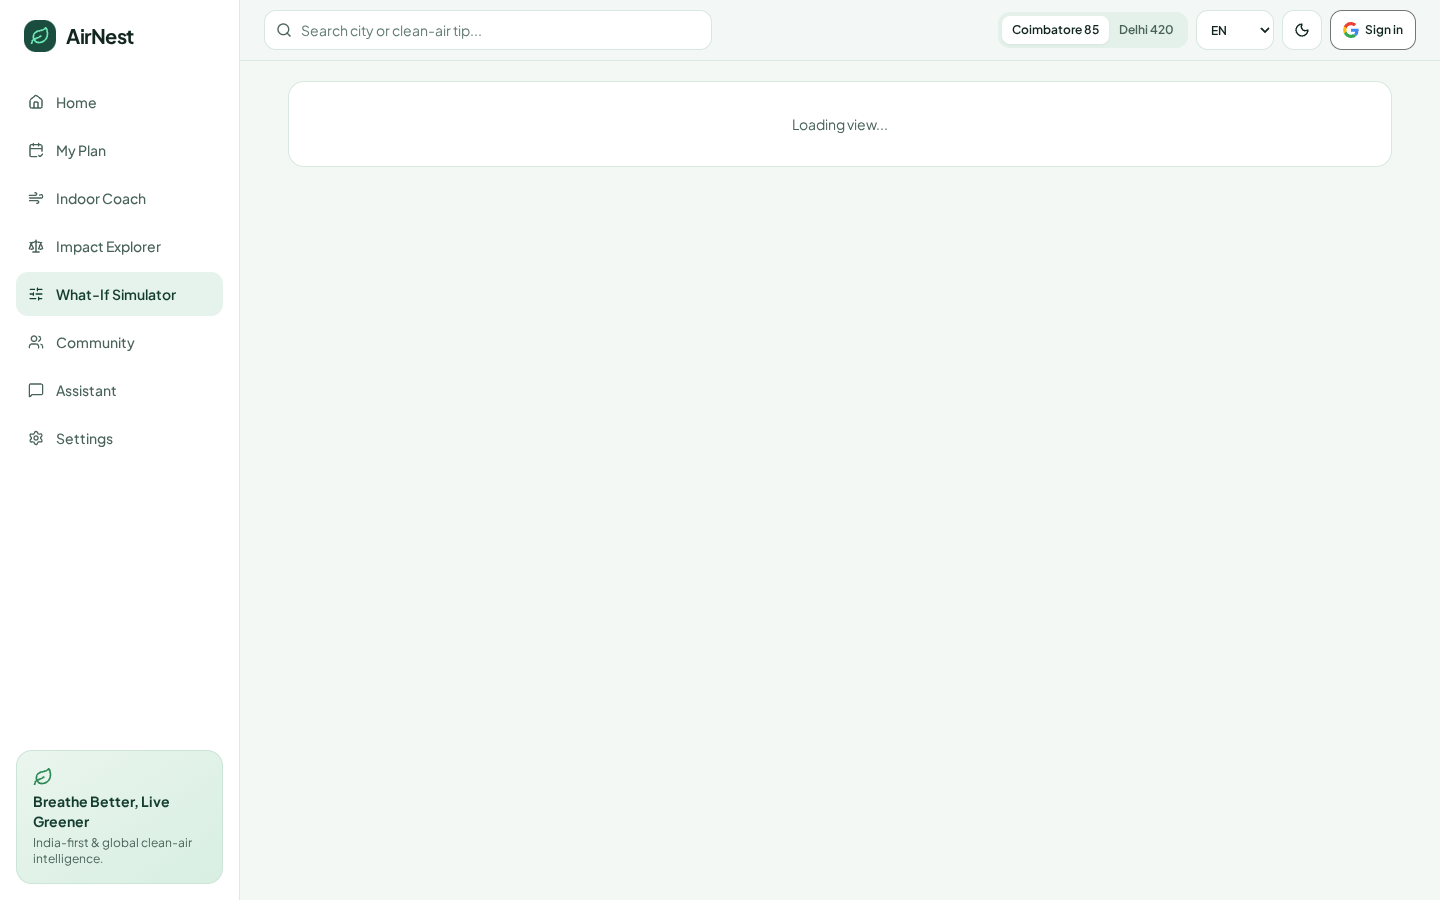 AirNest
Search city or clean-air tip...
Coimbatore 85
Delhi 420
EN
Sign in
Home
My Plan
Indoor Coach
Impact Explorer
What-If Simulator
Community
Assistant
Settings
Loading view...
Breathe Better, Live
Greener
India-first & global clean-air
intelligence.